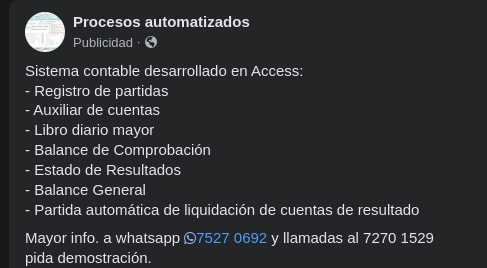 Procesos automatizados
Publicidad ·
Sistema contable desarrollado en Access:
- Registro de partidas
- Auxiliar de cuentas
- Libro diario mayor
- Balance de Comprobación
- Estado de Resultados
- Balance General
- Partida automática de liquidación de cuentas de resultado
Mayor info. a whatsapp 7527 0692 y llamadas al 7270 1529
pida demostración.